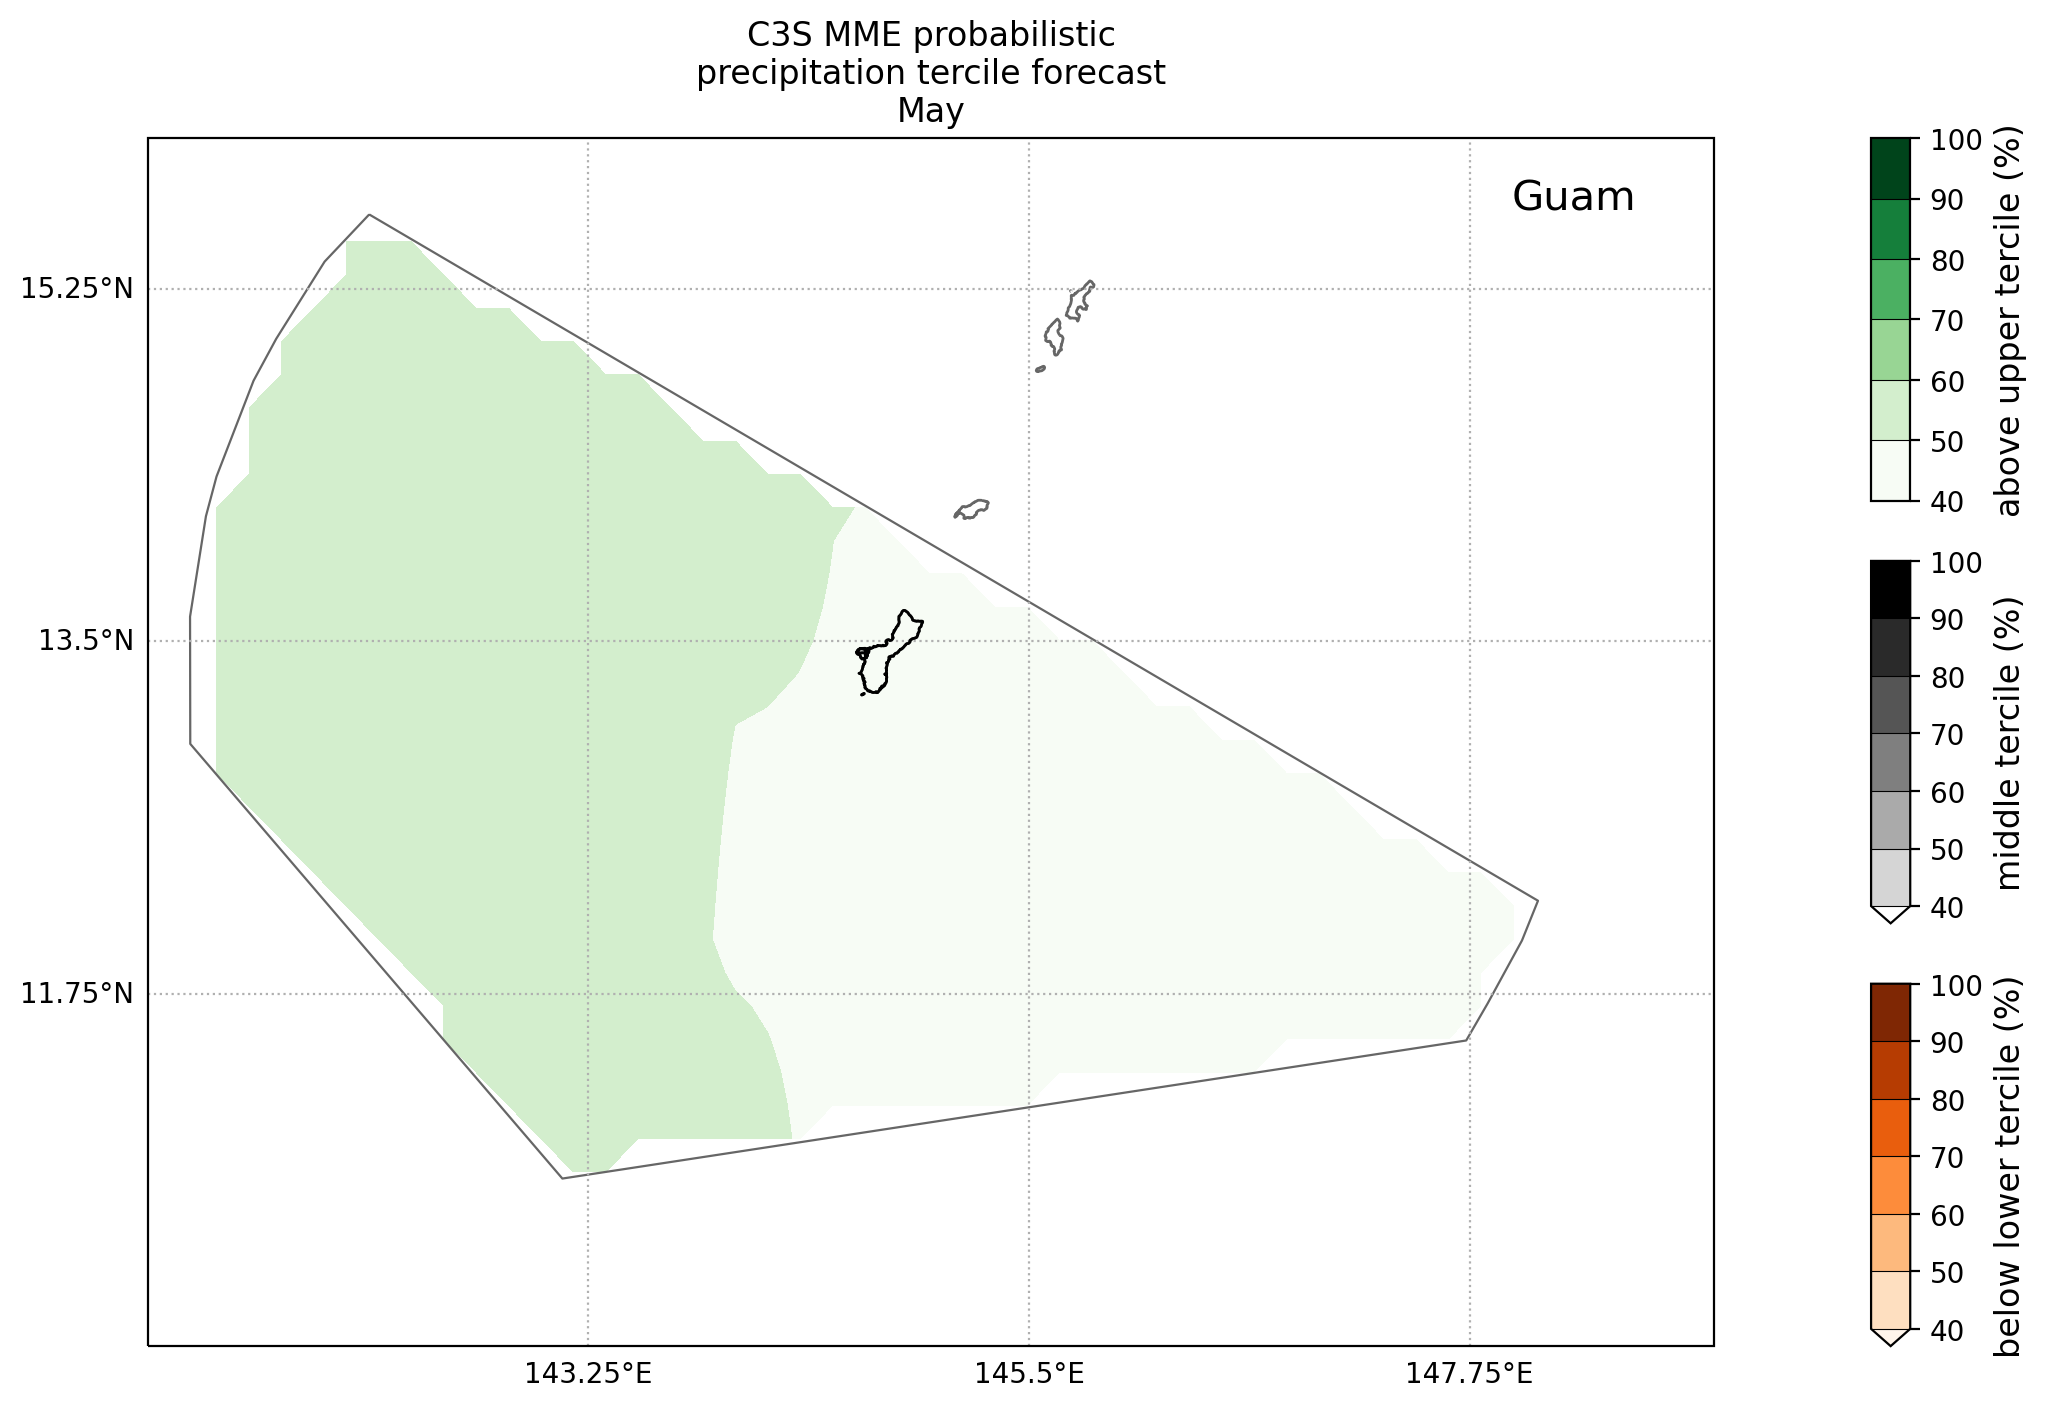 C3S MME probabilistic
precipitation tercile forecast
May
Guam
15.25°N
13.5°N
11.75°N
143.25°E
145.5°E
147.75°E
100
90
80
70
60
50
40
above upper tercile (%)
100
90
80
70
60
50
40
middle tercile (%)
100
90
80
70
60
50
40
below lower tercile (%)